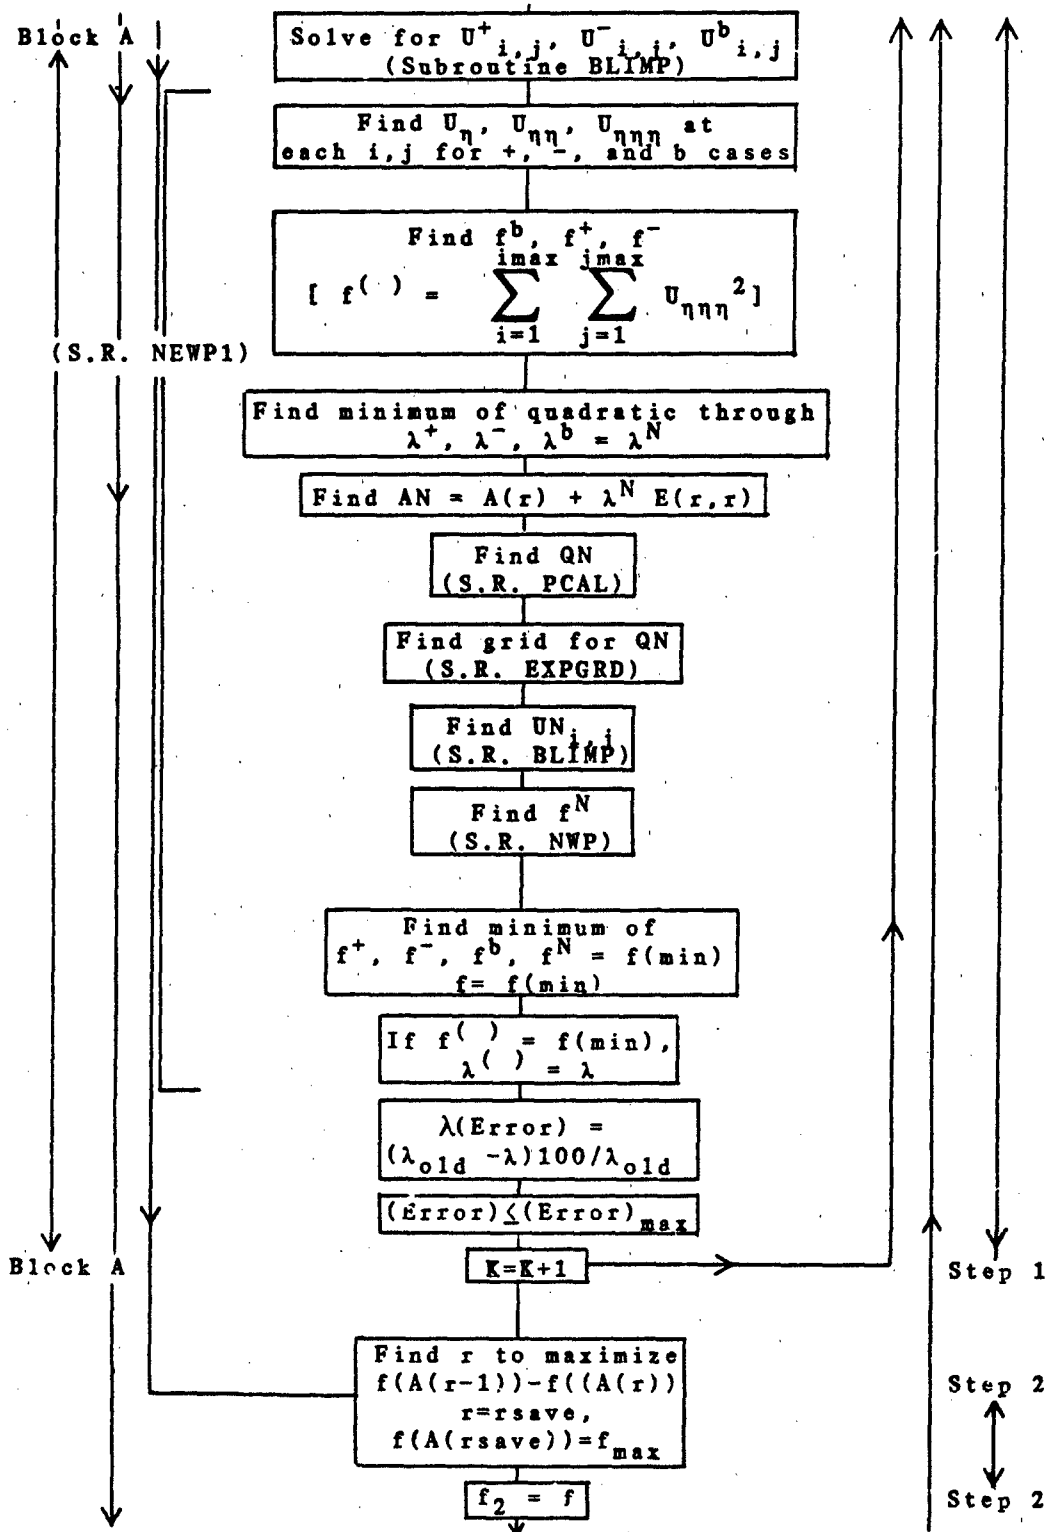 Block A
Solve for U⁺i,j, U⁻i,j, Uᵇi,j
(Subroutine BLIMP)
Find Uη, Uηη, Uηηη at
each i,j for +, -, and b cases
Find fᵇ, f⁺, f⁻
imax jmax
[ f⁽ ⁾ = ∑ ∑ Uηηη² ]
i=1 j=1
(S.R. NEWP1)
Find minimum of quadratic through
λ⁺, λ⁻, λᵇ = λᴺ
Find AN = A(r) + λᴺ E(r,r)
Find QN
(S.R. PCAL)
Find grid for QN
(S.R. EXPGRD)
Find UNi,j
(S.R. BLIMP)
Find fᴺ
(S.R. NWP)
Find minimum of
f⁺, f⁻, fᵇ, fᴺ = f(min)
f= f(min)
If f⁽ ⁾ = f(min),
λ⁽ ⁾ = λ
λ(Error) =
(λold -λ)100/λold
(Error)≤(Error)max
Block A
K=K+1
Step 1
Find r to maximize
f(A(r-1))-f((A(r))
r=rsave,
f(A(rsave))=fmax
Step 2
f₂ = f
Step 2